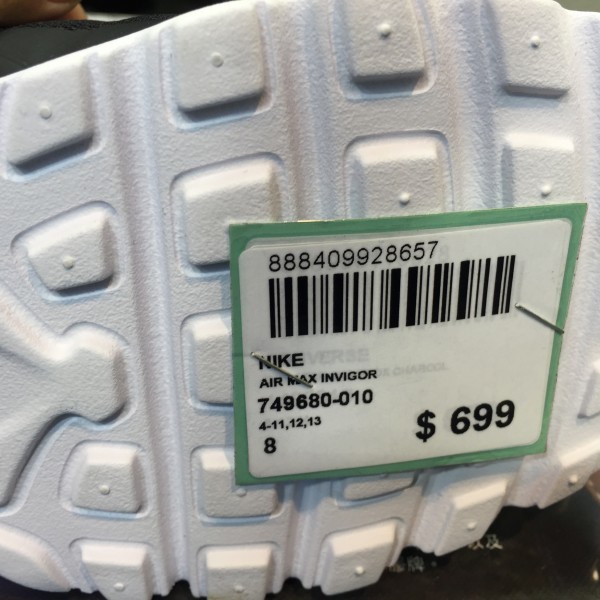 888409928657
NIKE
AIR MAX INVIGOR
749680-010
4-11,12,13
8
$ 699